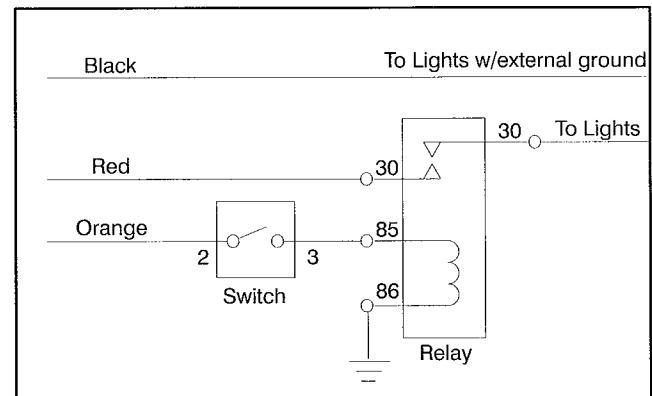 Black
To Lights w/external ground
30
To Lights
Red
30
Orange
2
3
85
Switch
86
Relay